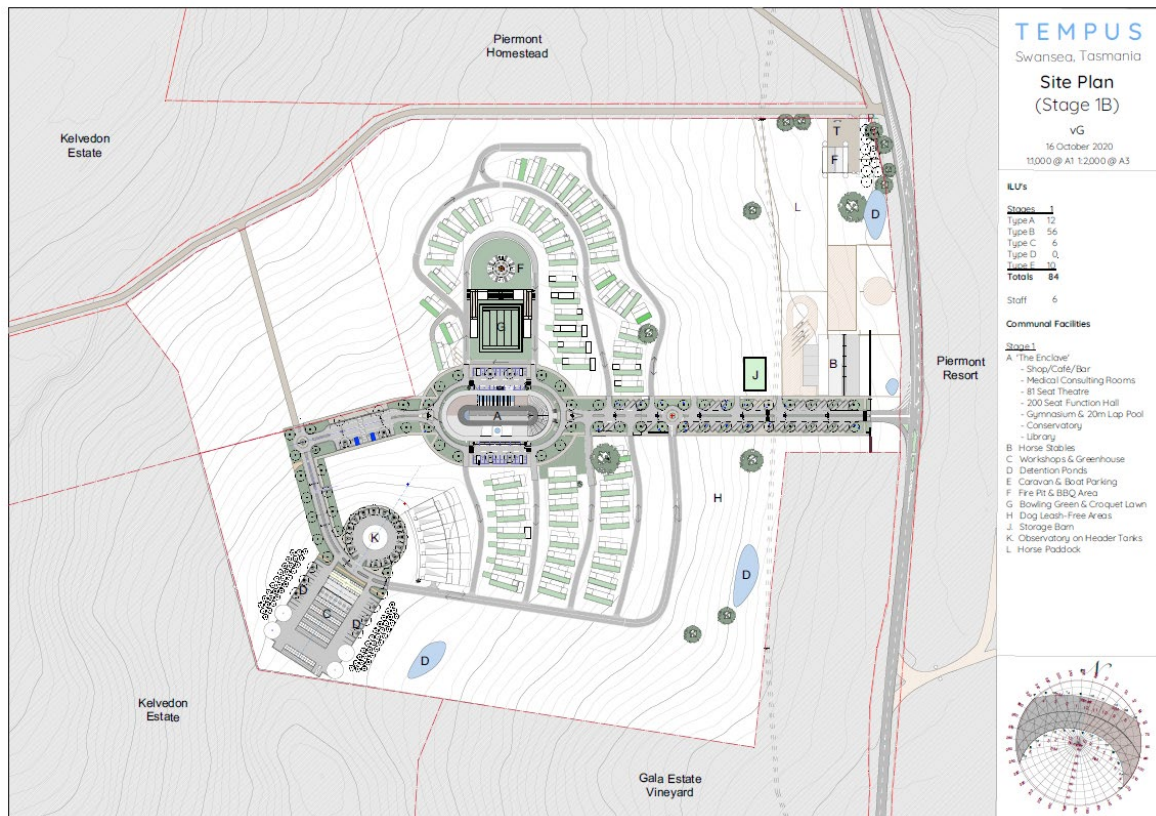 Piermont
Homestead
Kelvedon
Estate
T
F
L
D
F
G
J
B
A
Piermont
Resort
H
K
D
D
C
D
D
Kelvedon
Estate
Gala Estate
Vineyard
TEMPUS
Swansea, Tasmania
Site Plan
(Stage 1B)
vG
16 October 2020
1:1,000 @ A1 1:2,000 @ A3
ILU's
Stages 1
Type A 12
Type B 56
Type C 6
Type D 0,
Type E 10
Totals 84
Staff 6
Communal Facilities
Stage 1
A 'The Enclave'
- Shop/Café/Bar
- Medical Consulting Rooms
- 81 Seat Theatre
- 200 Seat Function Hall
- Gymnasium & 20m Lap Pool
- Conservatory
- Library
B Horse Stables
C Workshops & Greenhouse
D Detention Ponds
E Caravan & Boat Parking
F Fire Pit & BBQ Area
G Bowling Green & Croquet Lawn
H Dog Leash-Free Areas
J Storage Barn
K Observatory on Header Tanks
L Horse Paddock
N